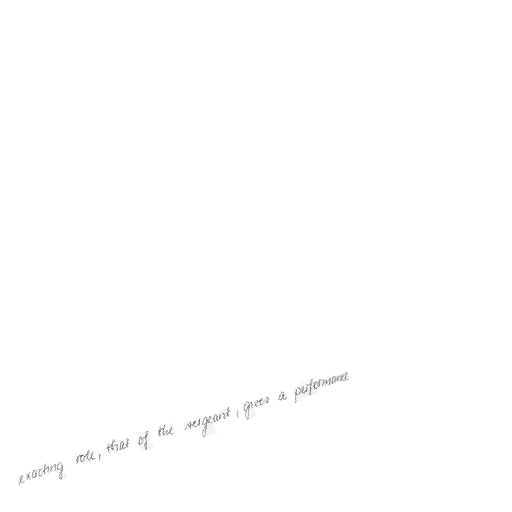 exacting role, that of the sergeant, gives a performance